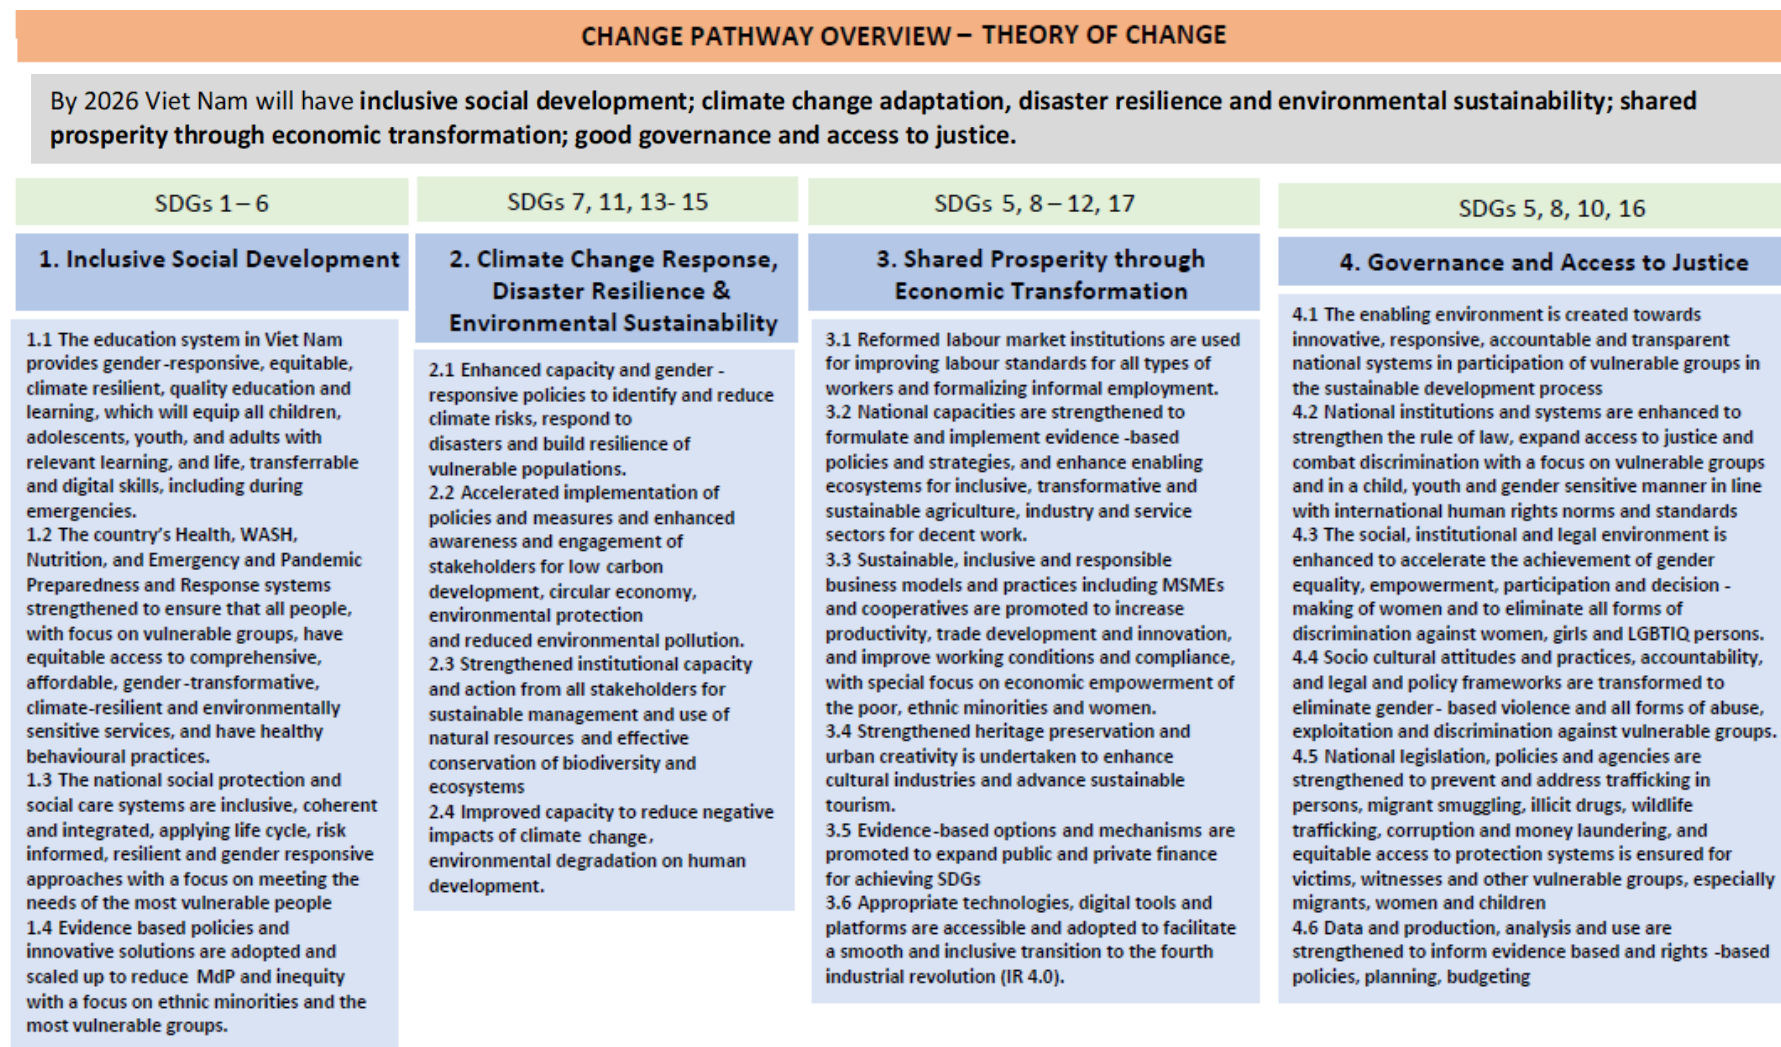 CHANGE PATHWAY OVERVIEW – THEORY OF CHANGE
By 2026 Viet Nam will have inclusive social development; climate change adaptation, disaster resilience and environmental sustainability; shared
prosperity through economic transformation; good governance and access to justice.
SDGs 1 – 6
1. Inclusive Social Development
1.1 The education system in Viet Nam
provides gender-responsive, equitable,
climate resilient, quality education and
learning, which will equip all children,
adolescents, youth, and adults with
relevant learning, and life, transferrable
and digital skills, including during
emergencies.
1.2 The country's Health, WASH,
Nutrition, and Emergency and Pandemic
Preparedness and Response systems
strengthened to ensure that all people,
with focus on vulnerable groups, have
equitable access to comprehensive,
affordable, gender-transformative,
climate-resilient and environmentally
sensitive services, and have healthy
behavioural practices.
1.3 The national social protection and
social care systems are inclusive, coherent
and integrated, applying life cycle, risk
informed, resilient and gender responsive
approaches with a focus on meeting the
needs of the most vulnerable people
1.4 Evidence based policies and
innovative solutions are adopted and
scaled up to reduce MdP and inequity
with a focus on ethnic minorities and the
most vulnerable groups.
SDGs 7, 11, 13- 15
2. Climate Change Response,
Disaster Resilience &
Environmental Sustainability
2.1 Enhanced capacity and gender -
responsive policies to identify and reduce
climate risks, respond to
disasters and build resilience of
vulnerable populations.
2.2 Accelerated implementation of
policies and measures and enhanced
awareness and engagement of
stakeholders for low carbon
development, circular economy,
environmental protection
and reduced environmental pollution.
2.3 Strengthened institutional capacity
and action from all stakeholders for
sustainable management and use of
natural resources and effective
conservation of biodiversity and
ecosystems
2.4 Improved capacity to reduce negative
impacts of climate change,
environmental degradation on human
development.
SDGs 5, 8 – 12, 17
3. Shared Prosperity through
Economic Transformation
3.1 Reformed labour market institutions are used
for improving labour standards for all types of
workers and formalizing informal employment.
3.2 National capacities are strengthened to
formulate and implement evidence -based
policies and strategies, and enhance enabling
ecosystems for inclusive, transformative and
sustainable agriculture, industry and service
sectors for decent work.
3.3 Sustainable, inclusive and responsible
business models and practices including MSMEs
and cooperatives are promoted to increase
productivity, trade development and innovation,
and improve working conditions and compliance,
with special focus on economic empowerment of
the poor, ethnic minorities and women.
3.4 Strengthened heritage preservation and
urban creativity is undertaken to enhance
cultural industries and advance sustainable
tourism.
3.5 Evidence-based options and mechanisms are
promoted to expand public and private finance
for achieving SDGs
3.6 Appropriate technologies, digital tools and
platforms are accessible and adopted to facilitate
a smooth and inclusive transition to the fourth
industrial revolution (IR 4.0).
SDGs 5, 8, 10, 16
4. Governance and Access to Justice
4.1 The enabling environment is created towards
innovative, responsive, accountable and transparent
national systems in participation of vulnerable groups in
the sustainable development process
4.2 National institutions and systems are enhanced to
strengthen the rule of law, expand access to justice and
combat discrimination with a focus on vulnerable groups
and in a child, youth and gender sensitive manner in line
with international human rights norms and standards
4.3 The social, institutional and legal environment is
enhanced to accelerate the achievement of gender
equality, empowerment, participation and decision -
making of women and to eliminate all forms of
discrimination against women, girls and LGBTIQ persons.
4.4 Socio cultural attitudes and practices, accountability,
and legal and policy frameworks are transformed to
eliminate gender- based violence and all forms of abuse,
exploitation and discrimination against vulnerable groups.
4.5 National legislation, policies and agencies are
strengthened to prevent and address trafficking in
persons, migrant smuggling, illicit drugs, wildlife
trafficking, corruption and money laundering, and
equitable access to protection systems is ensured for
victims, witnesses and other vulnerable groups, especially
migrants, women and children
4.6 Data and production, analysis and use are
strengthened to inform evidence based and rights -based
policies, planning, budgeting